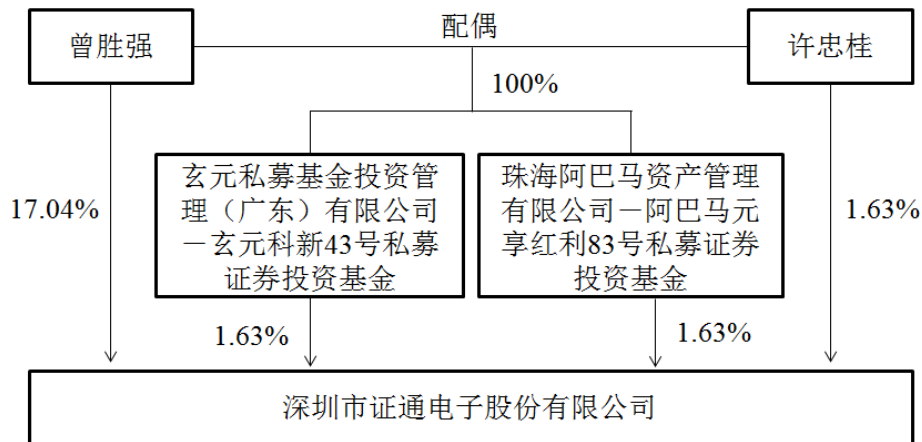 曾胜强
配偶
许忠桂
100%
玄元私募基金投资管
理（广东）有限公司
－玄元科新43号私募
证券投资基金
珠海阿巴马资产管理
有限公司－阿巴马元
享红利83号私募证券
投资基金
17.04%
1.63%
1.63%
1.63%
深圳市证通电子股份有限公司